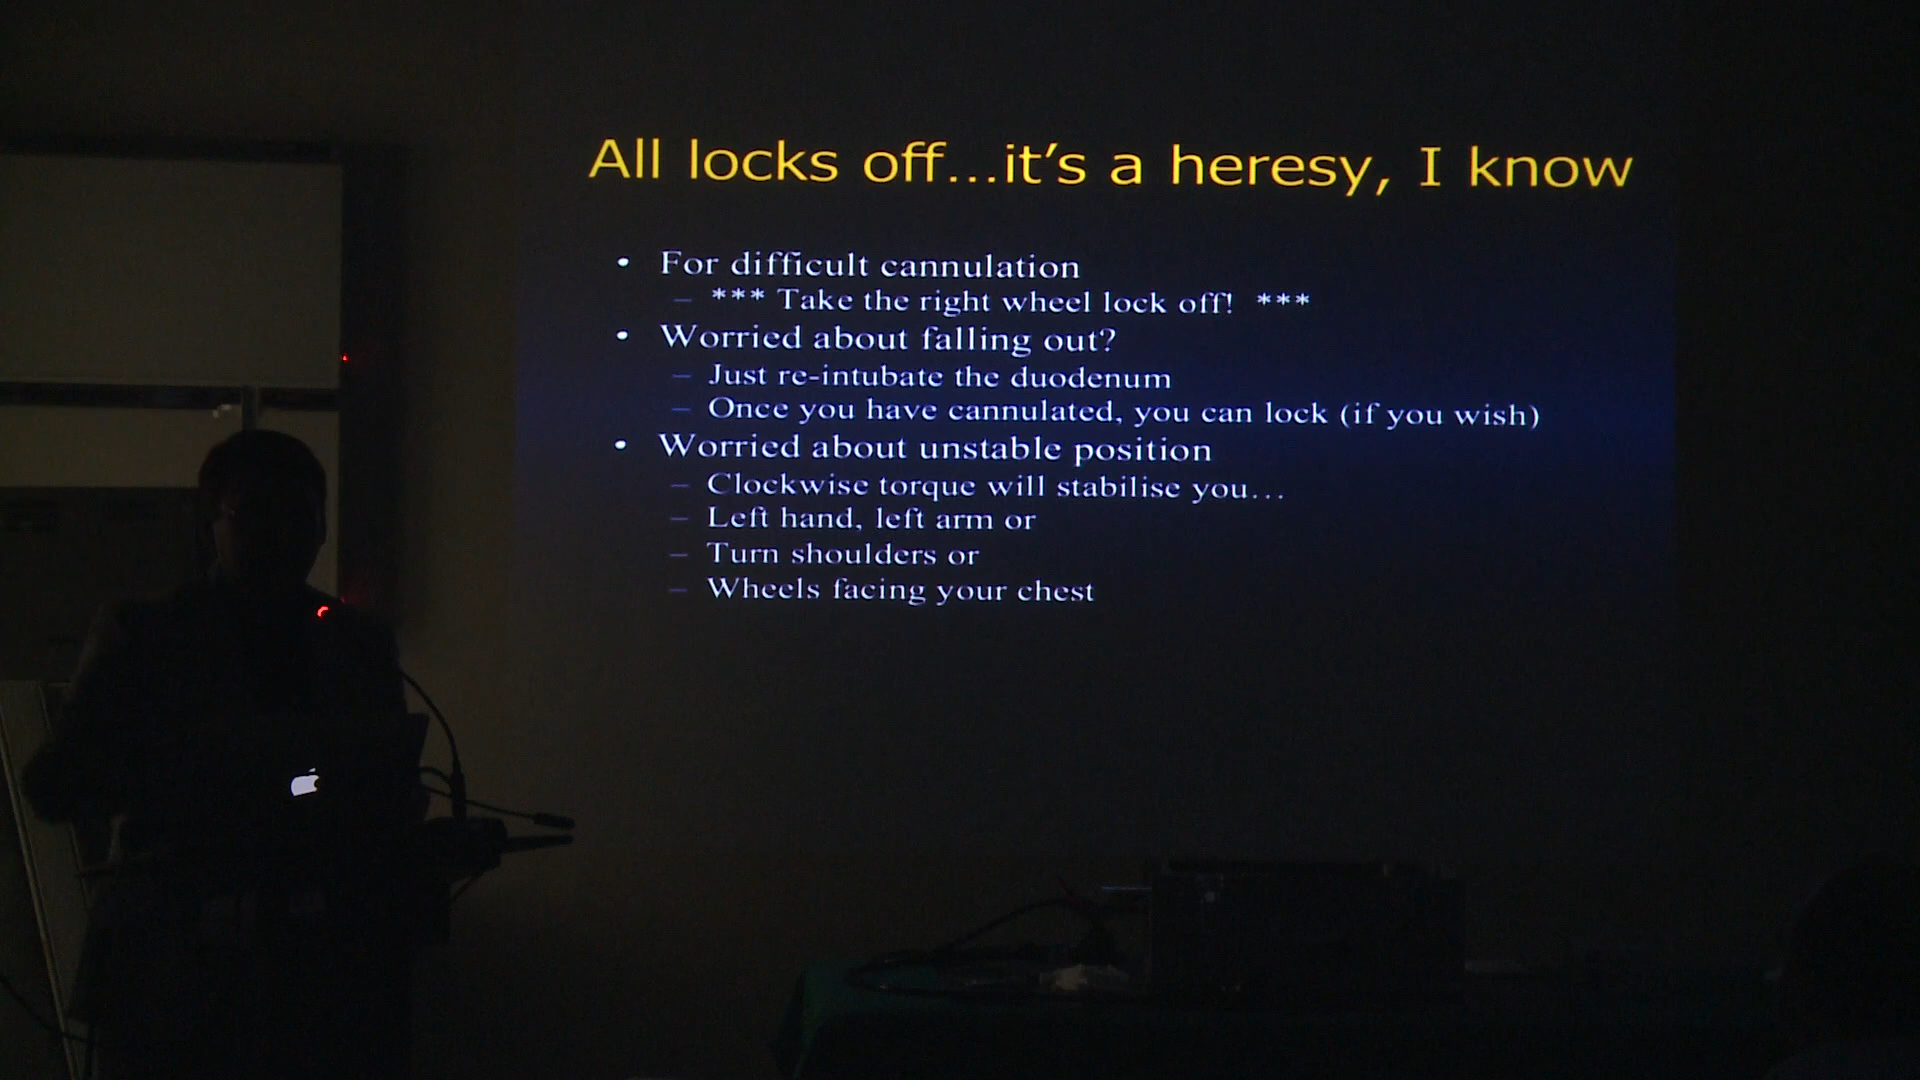 All locks off...it's a heresy, I know
• For difficult cannulation
– *** Take the right wheel lock off! ***
• Worried about falling out?
– Just re-intubate the duodenum
– Once you have cannulated, you can lock (if you wish)
• Worried about unstable position
– Clockwise torque will stabilise you...
– Left hand, left arm or
– Turn shoulders or
– Wheels facing your chest